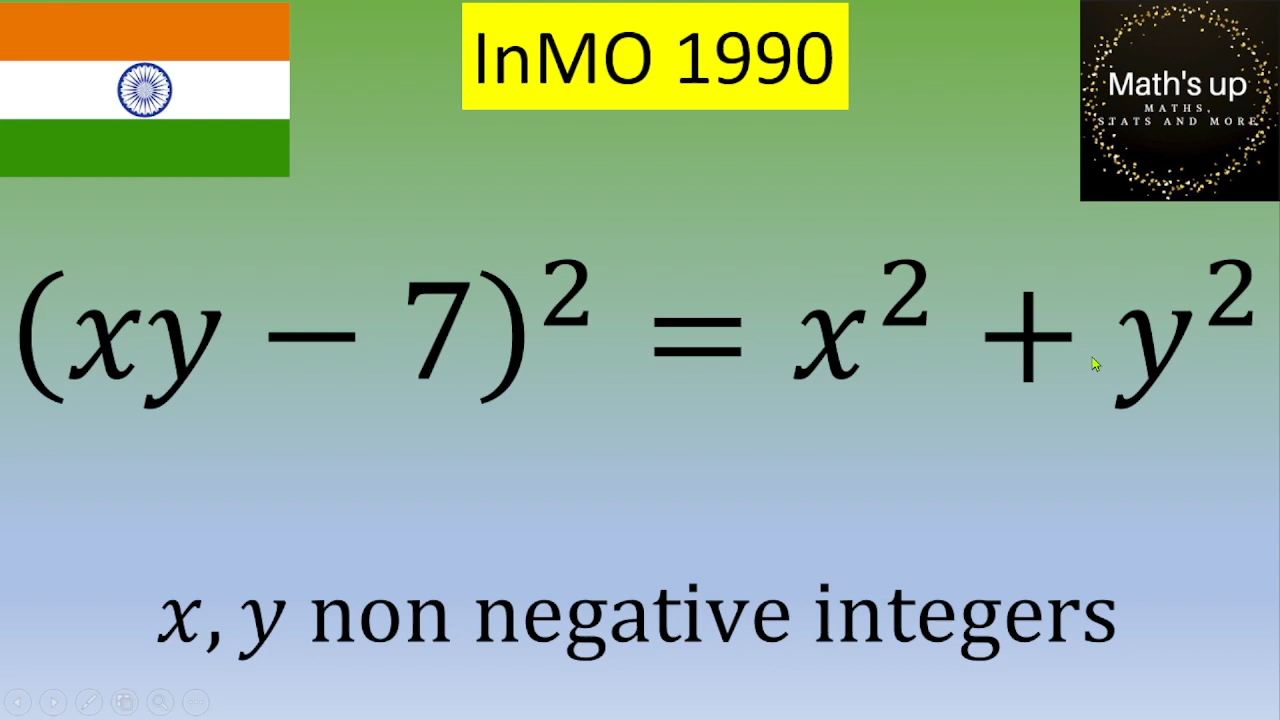 InMO 1990
Math's up
MATHS,
STATS AND MORE
(xy − 7)² = x² + y²
x, y non negative integers